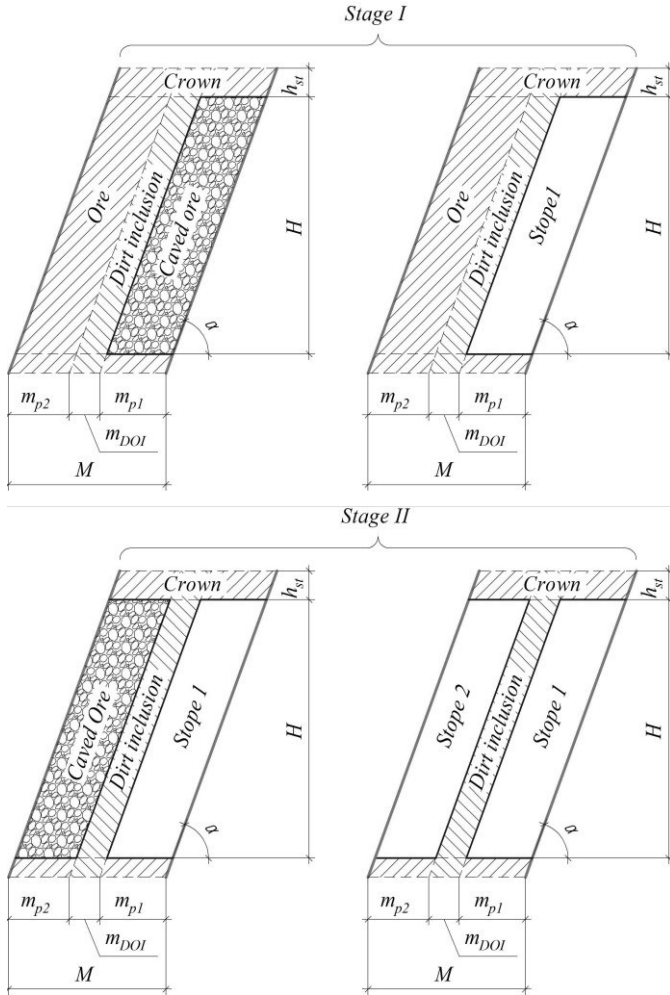 Stage I
Crown
h_st
Ore
Dirt inclusion
Caved ore
H
α
m_p2
m_p1
m_DOI
M
Crown
h_st
Ore
Dirt inclusion
Stope1
H
α
m_p2
m_p1
m_DOI
M
Stage II
Crown
h_st
Caved Ore
Dirt inclusion
Stope 1
α
m_p2
m_p1
m_DOI
M
Crown
h_st
Stope 2
Dirt inclusion
Stope 1
H
α
m_p2
m_p1
m_DOI
M